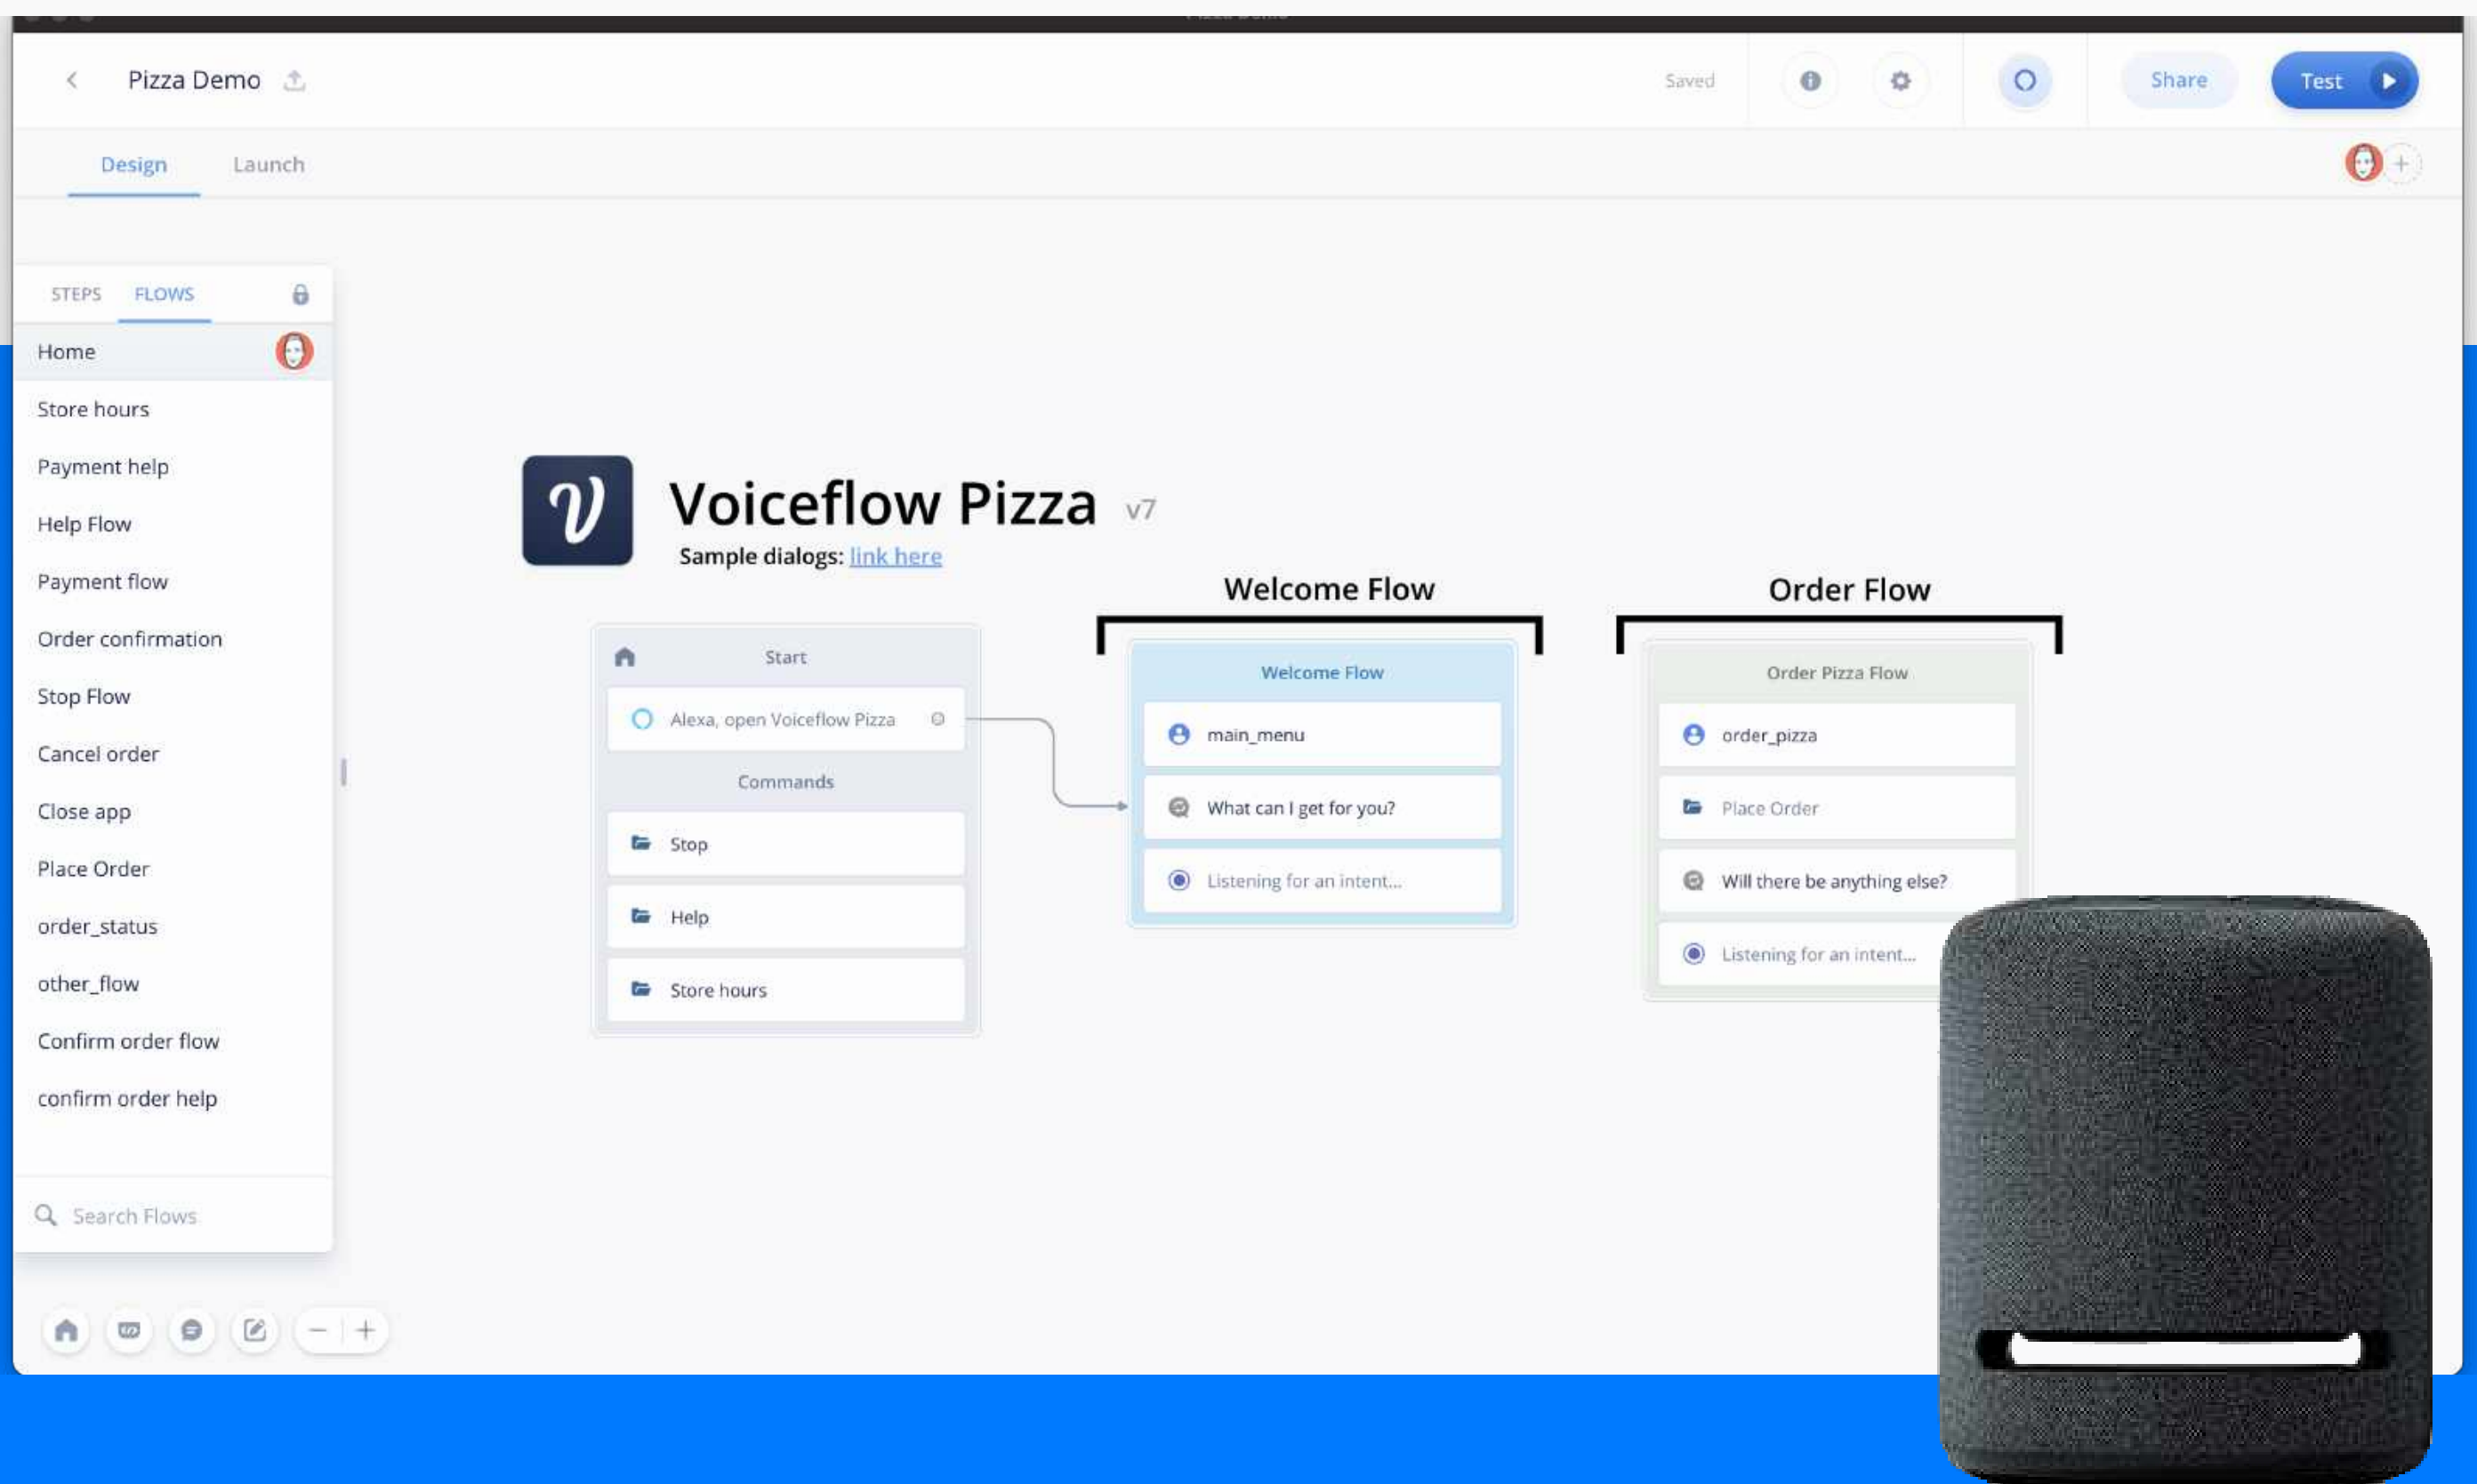 Pizza Demo
Saved
Share
Test
Design
Launch
STEPS
FLOWS
Home
Store hours
Payment help
Help Flow
Payment flow
Order confirmation
Stop Flow
Cancel order
Close app
Place Order
order_status
other_flow
Confirm order flow
confirm order help
Search Flows
Voiceflow Pizza v7
Sample dialogs: link here
Start
Alexa, open Voiceflow Pizza
Commands
Stop
Help
Store hours
Welcome Flow
Welcome Flow
main_menu
What can I get for you?
Listening for an intent...
Order Flow
Order Pizza Flow
order_pizza
Place Order
Will there be anything else?
Listening for an intent...